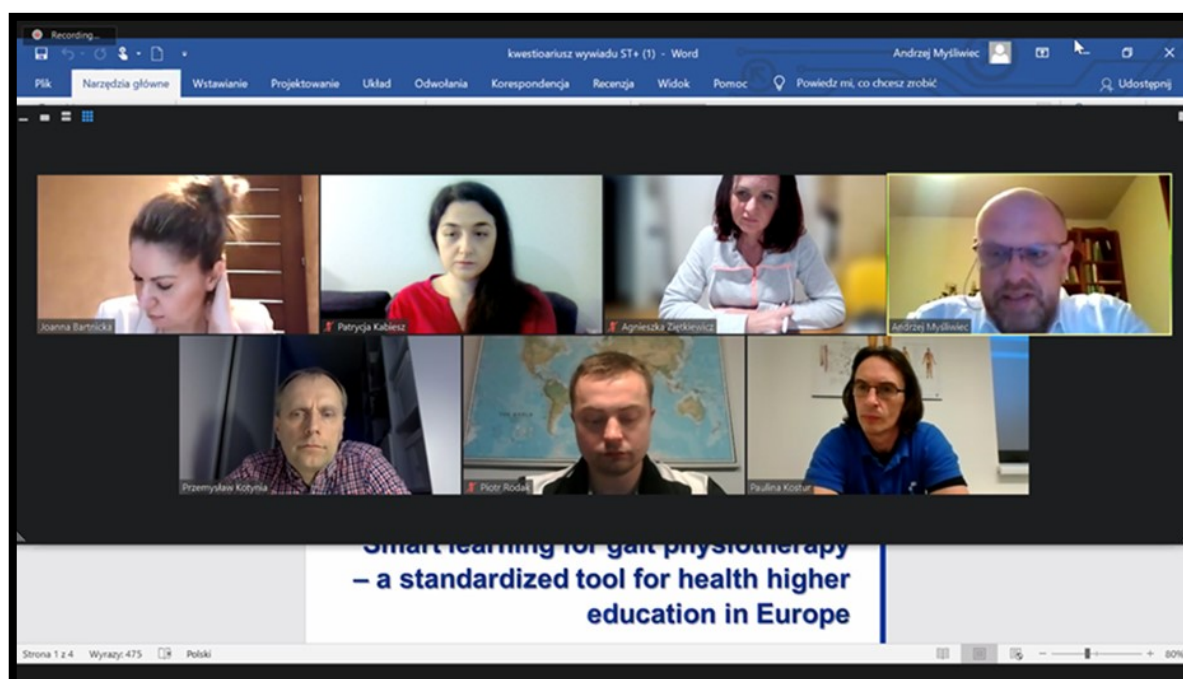 Recording...
kwestioariusz wywiadu ST+ (1) - Word
Andrzej Myśliwiec
Plik Narzędzia główne Wstawianie Projektowanie Układ Odwołania Korespondencja Recenzja Widok Pomoc Powiedz mi, co chcesz zrobić Udostępnij
Joanna Bartnicka
Patrycja Kabiesz
Agnieszka Ziętkiewicz
Andrzej Myśliwiec
THE WORLD
Przemysław Kotynia
Piotr Rodak
Paulina Kostur
Smart learning for gait physiotherapy
– a standardized tool for health higher
education in Europe
Strona 1 z 4 Wyrazy: 475 Polski 80%